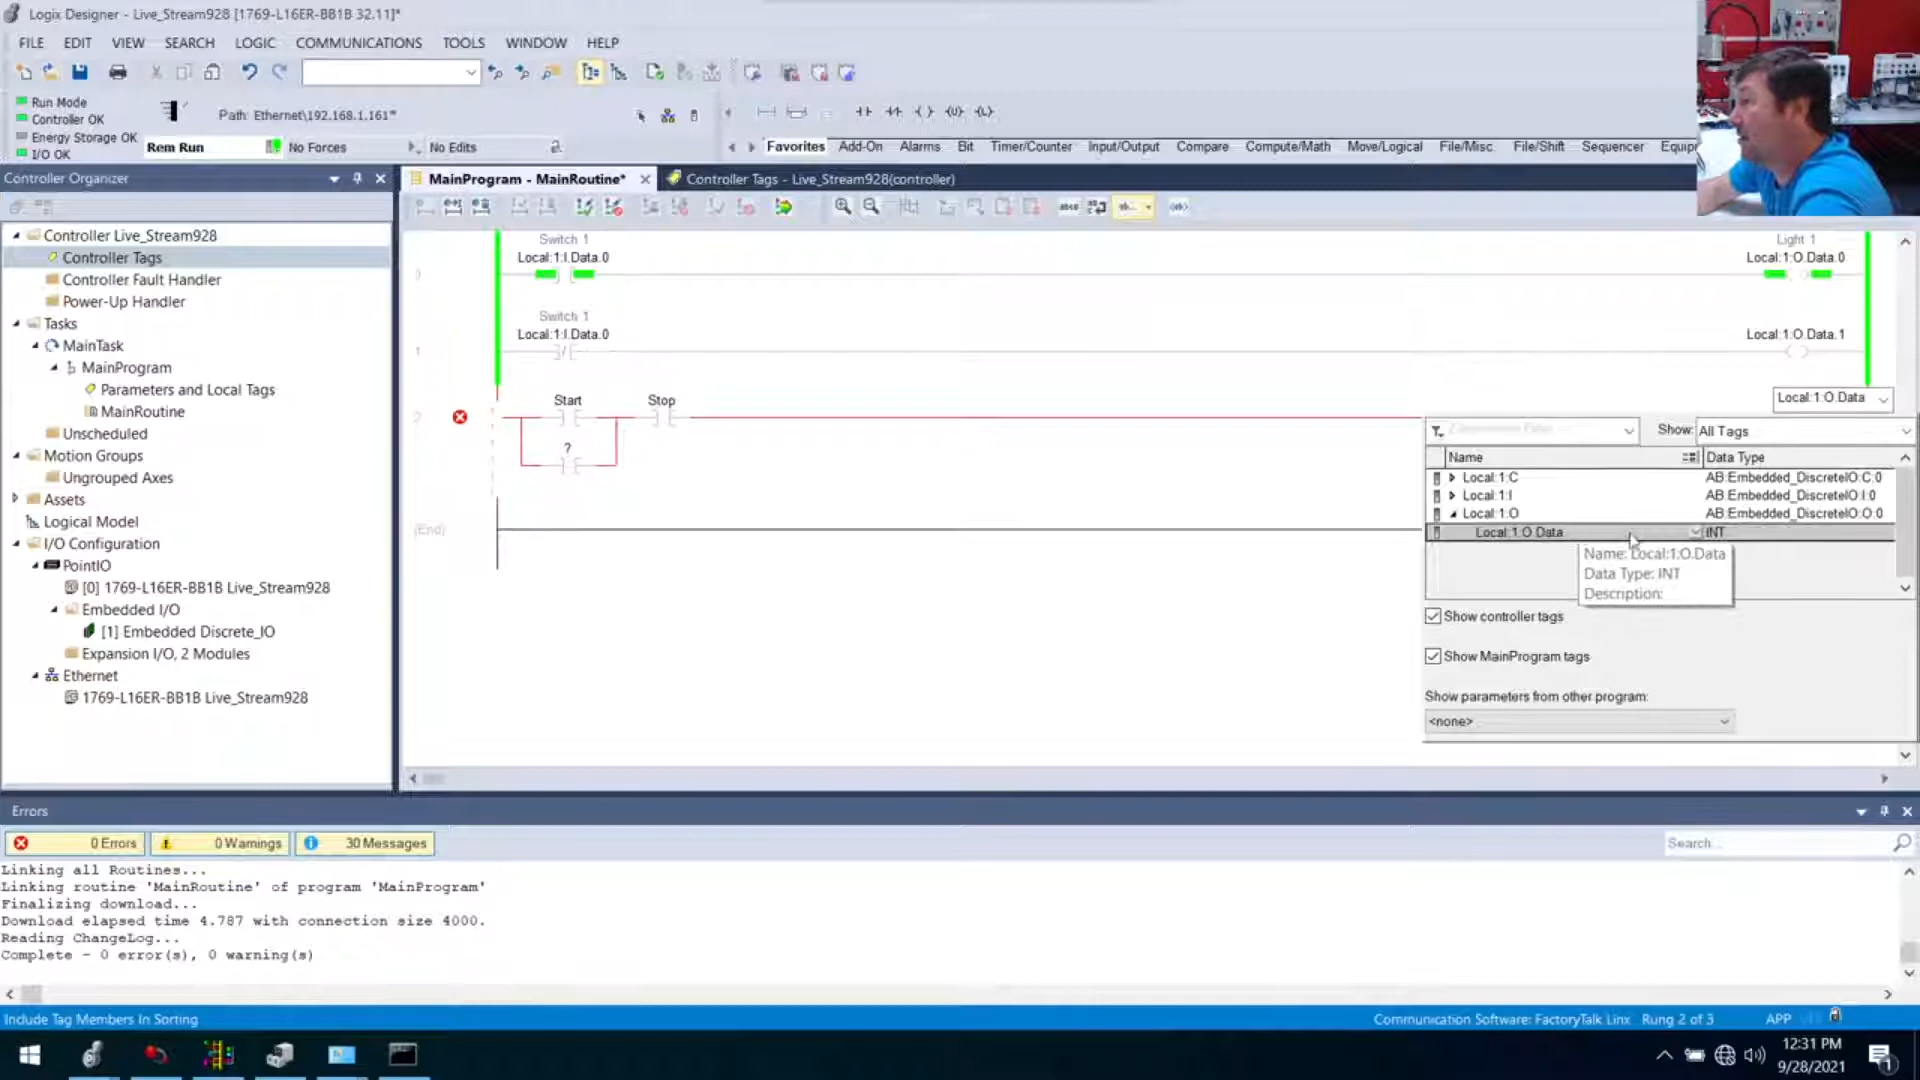 Logix Designer - Live_Stream928 [1769-L16ER-BB1B 32.11]*
FILE EDIT VIEW SEARCH LOGIC COMMUNICATIONS TOOLS WINDOW HELP
Run Mode
Controller OK
Energy Storage OK
I/O OK
Path: Ethernet\192.168.1.161*
Rem Run No Forces No Edits
Favorites Add-On Alarms Bit Timer/Counter Input/Output Compare Compute/Math Move/Logical File/Misc. File/Shift Sequencer Equip
Controller Organizer
MainProgram - MainRoutine* Controller Tags - Live_Stream928(controller)
Controller Live_Stream928
Controller Tags
Controller Fault Handler
Power-Up Handler
Tasks
MainTask
MainProgram
Parameters and Local Tags
MainRoutine
Unscheduled
Motion Groups
Ungrouped Axes
Assets
Logical Model
I/O Configuration
PointIO
[0] 1769-L16ER-BB1B Live_Stream928
Embedded I/O
[1] Embedded Discrete_IO
Expansion I/O, 2 Modules
Ethernet
1769-L16ER-BB1B Live_Stream928
Switch 1
Local:1:I.Data.0
Light 1
Local:1:O.Data.0
0
Switch 1
Local:1:I.Data.0
Local:1:O.Data.1
1
Local:1:O.Data
Start Stop
2
?
(End)
Show: All Tags
Name Data Type
Local:1:C AB:Embedded_DiscreteIO:C:0
Local:1:I AB:Embedded_DiscreteIO:I:0
Local:1:O AB:Embedded_DiscreteIO:O:0
Local:1:O.Data INT
Name: Local:1:O.Data
Data Type: INT
Description:
Show controller tags
Show MainProgram tags
Show parameters from other program:
<none>
Errors
0 Errors 0 Warnings 30 Messages
Search...
Linking all Routines...
Linking routine 'MainRoutine' of program 'MainProgram'
Finalizing download...
Download elapsed time 4.787 with connection size 4000.
Reading ChangeLog...
Complete - 0 error(s), 0 warning(s)
Include Tag Members In Sorting
Communication Software: FactoryTalk Linx Rung 2 of 3 APP
12:31 PM
9/28/2021
1